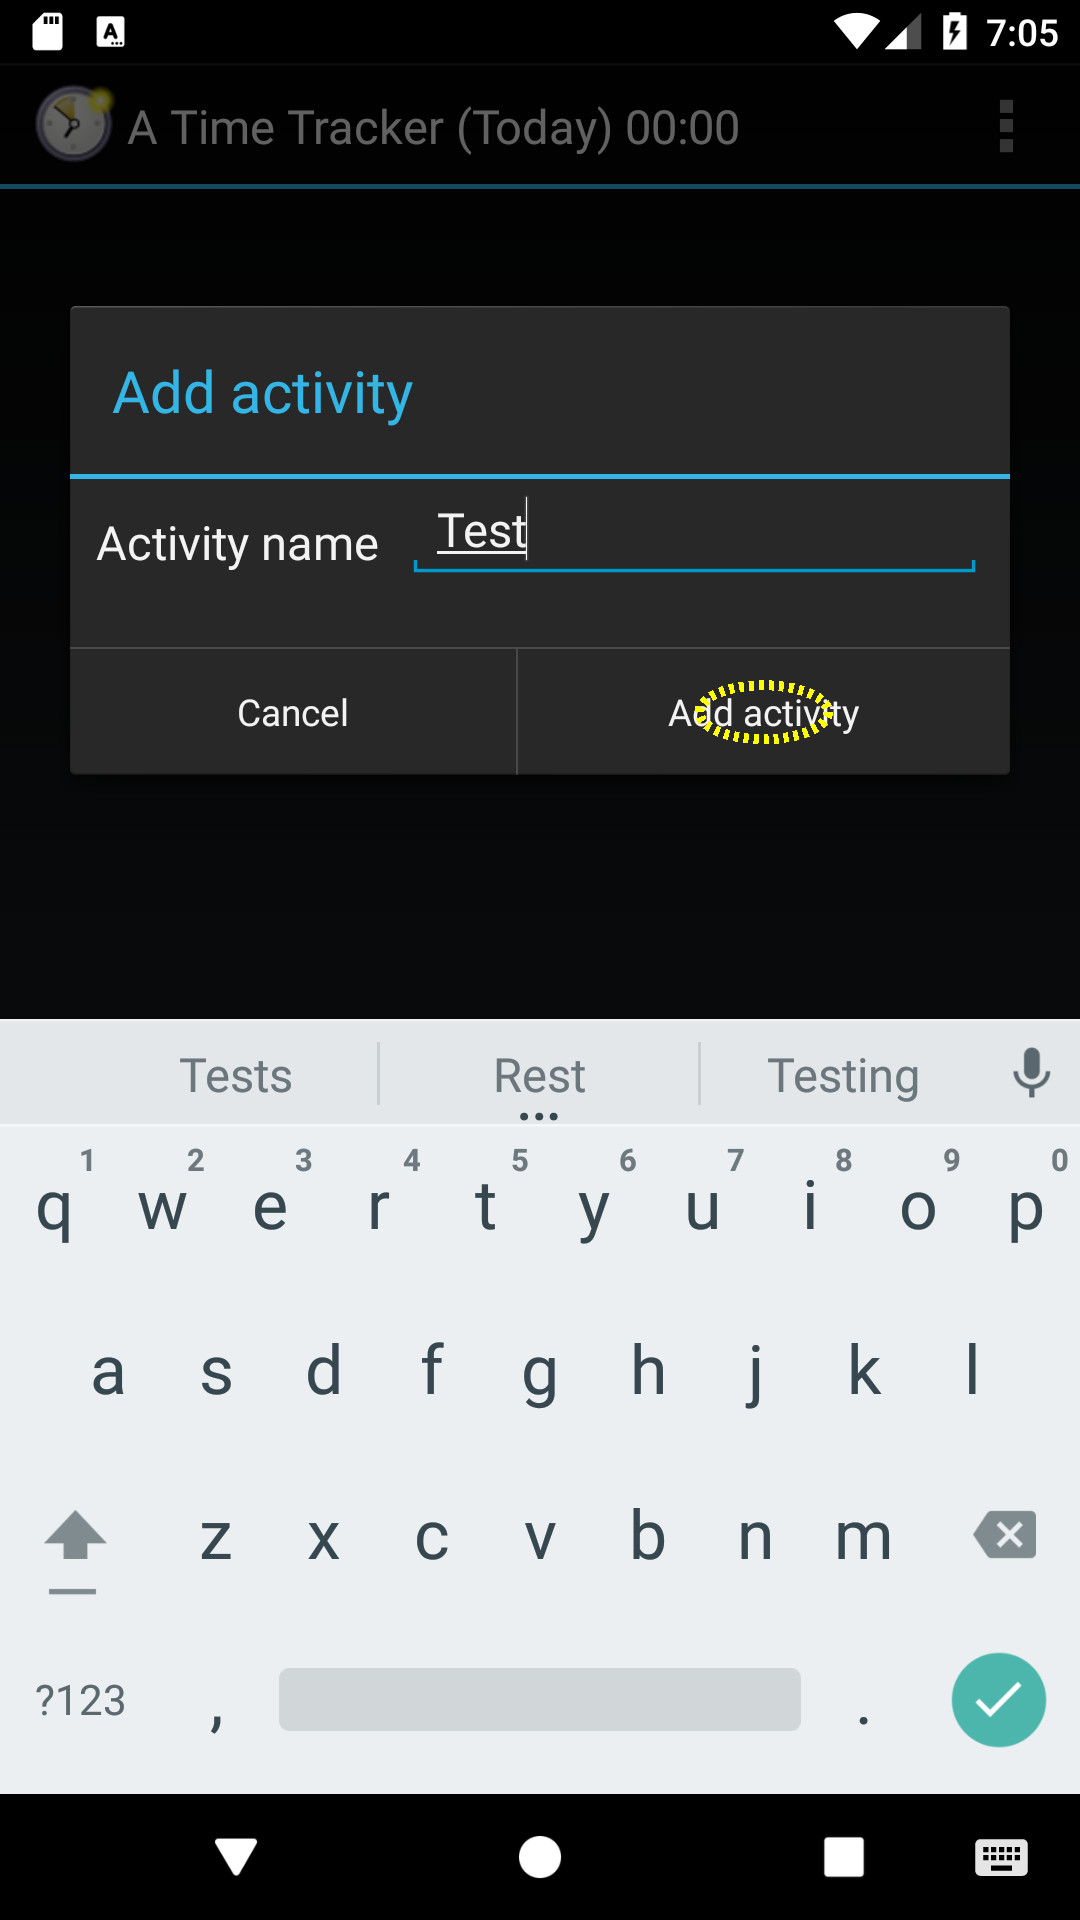 7:05
A Time Tracker (Today) 00:00
Add activity
Activity name Test
Cancel Add activity
Tests Rest Testing
1 2 3 4 5 6 7 8 9 0
q w e r t y u i o p
a s d f g h j k l
z x c v b n m
?123 , .